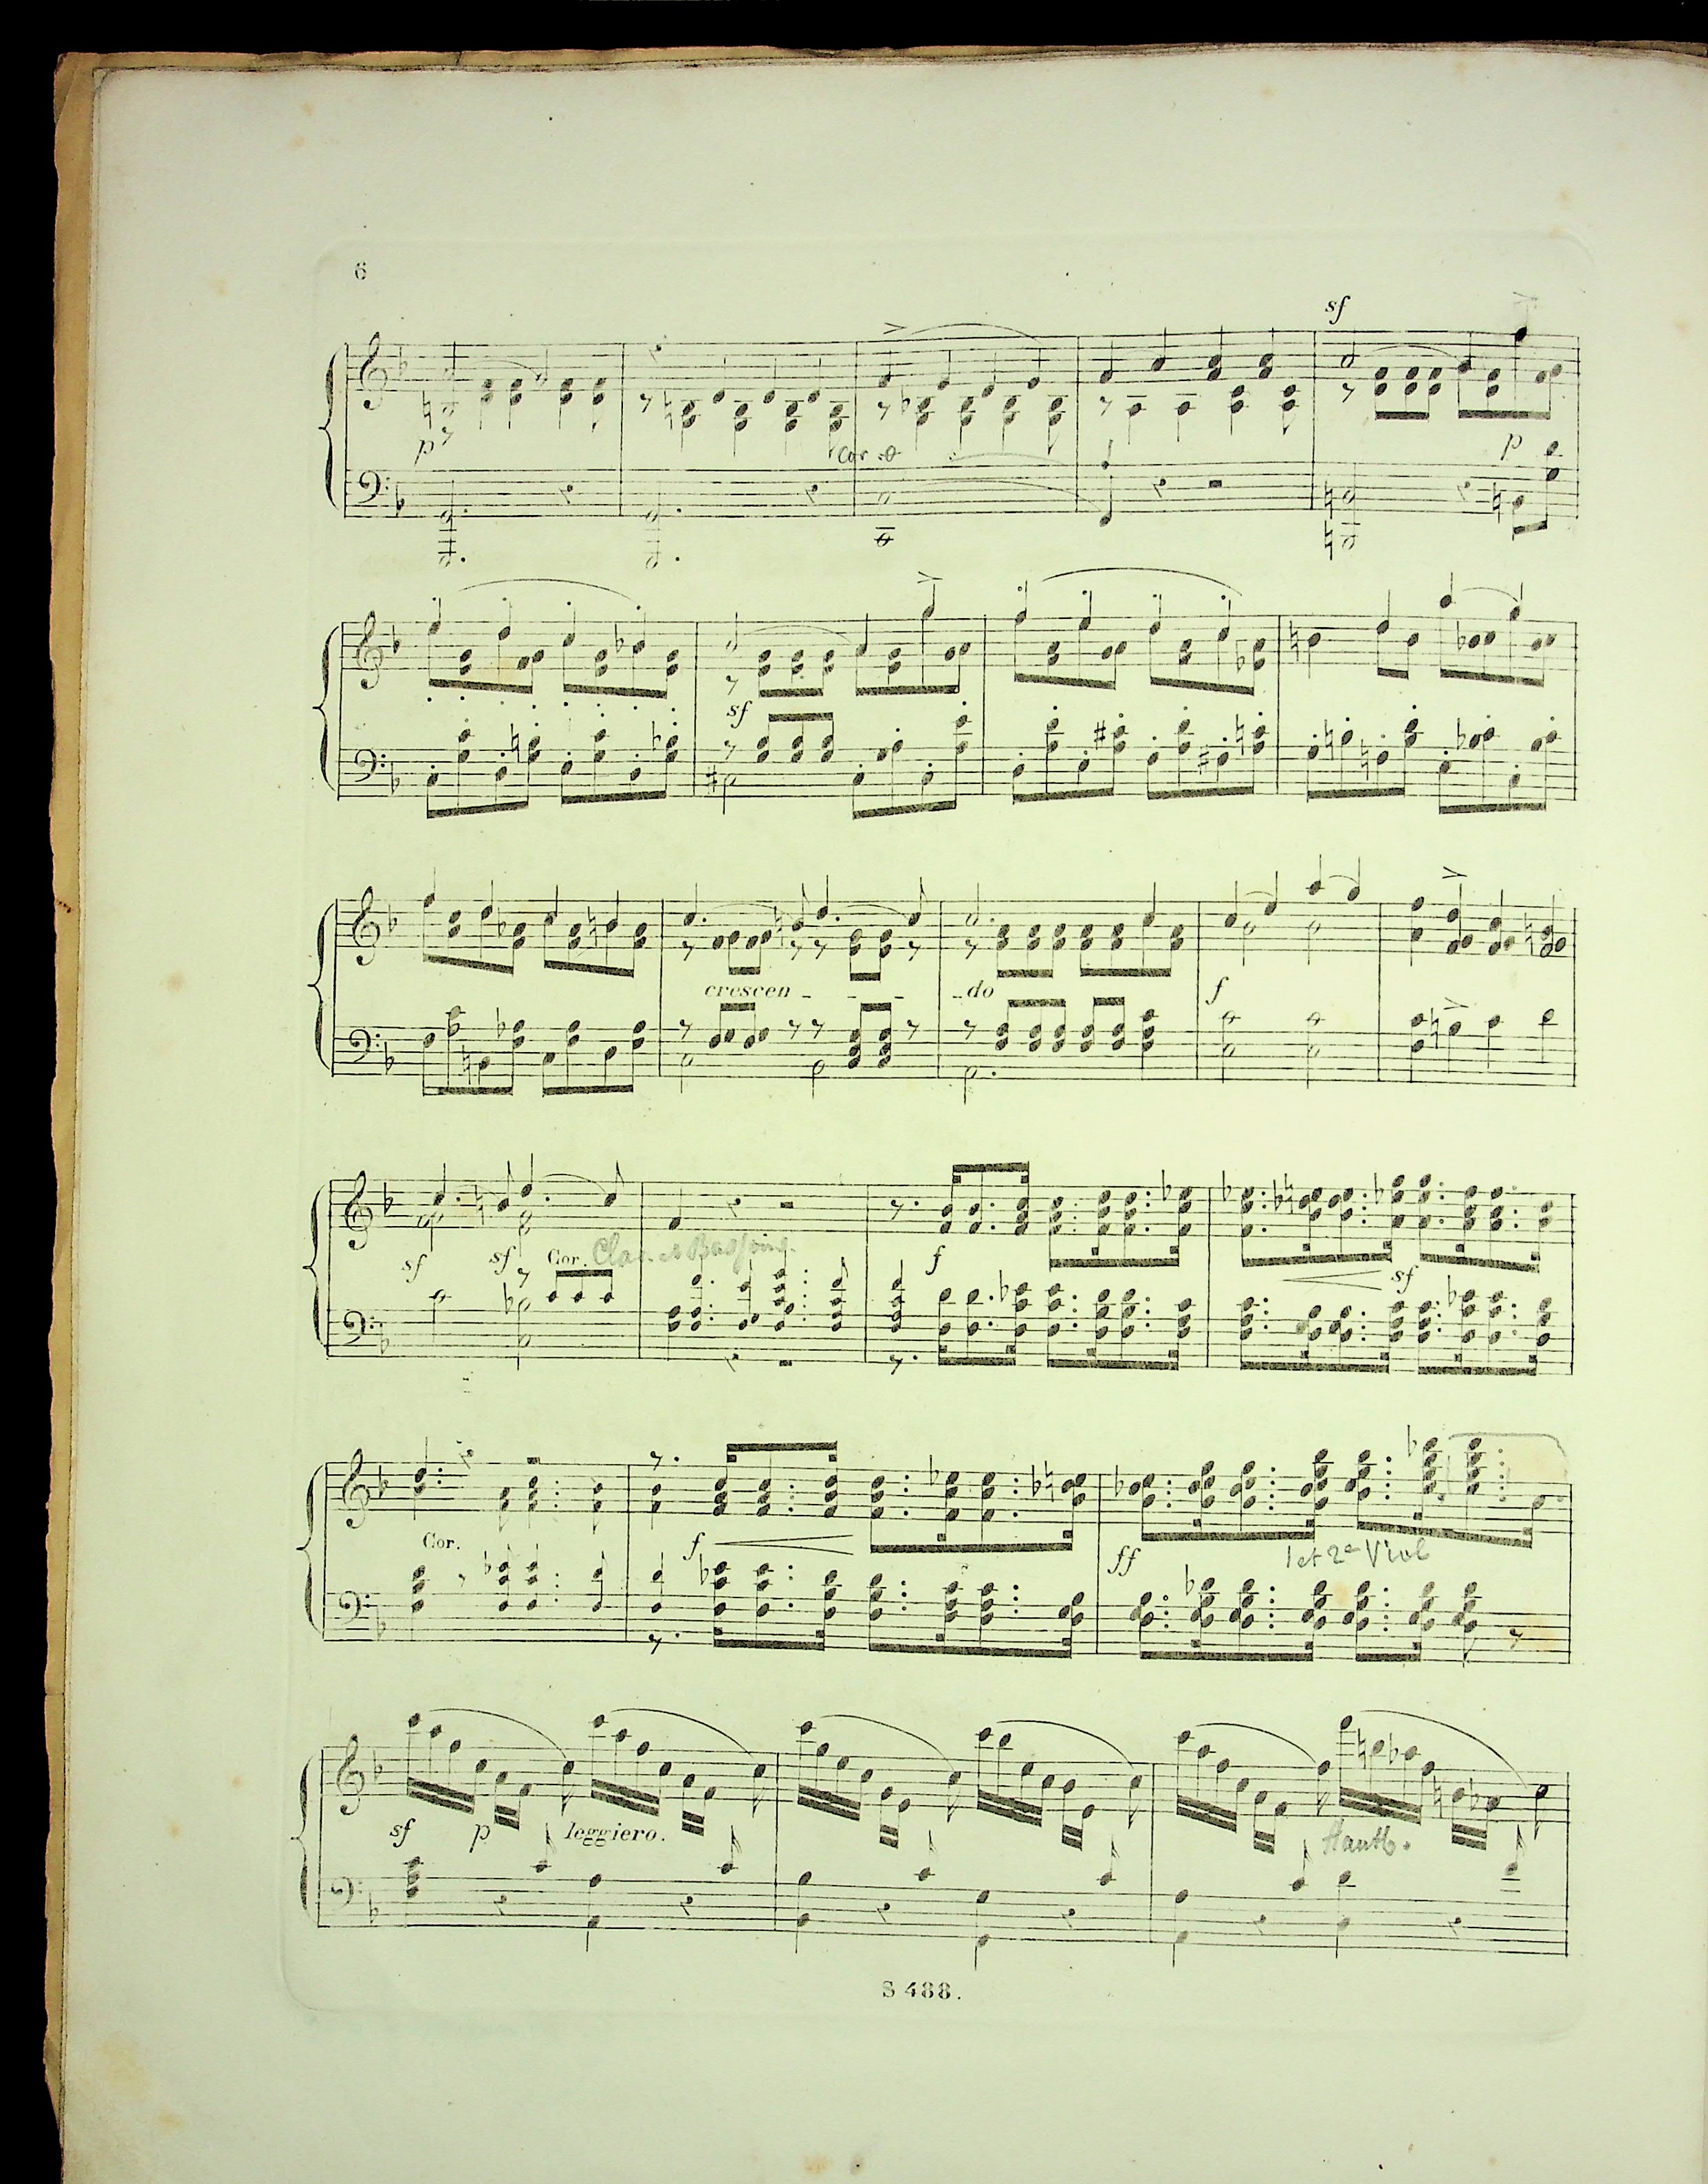 6
sf
p
Cor
p
sf
crescen - - - - do
f
sf
sf
Cor. Clar. et Bassons.
f
sf
Cor.
f
ff
1 et 2e Viol
sf
p
leggiero.
Hautb.
S 488.